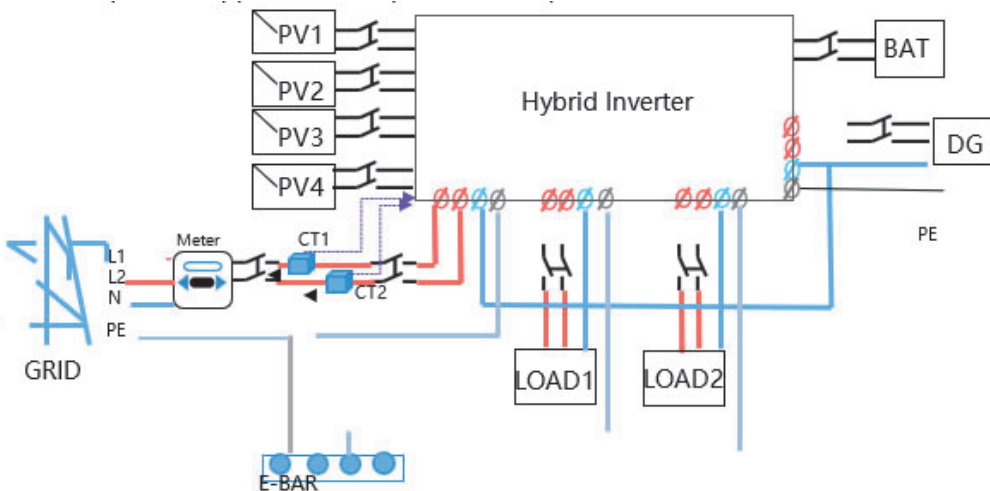 PV1
PV2
PV3
PV4
Hybrid Inverter
BAT
DG
PE
Meter
CT1
CT2
L1
L2
N
PE
GRID
LOAD1
LOAD2
E-BAR